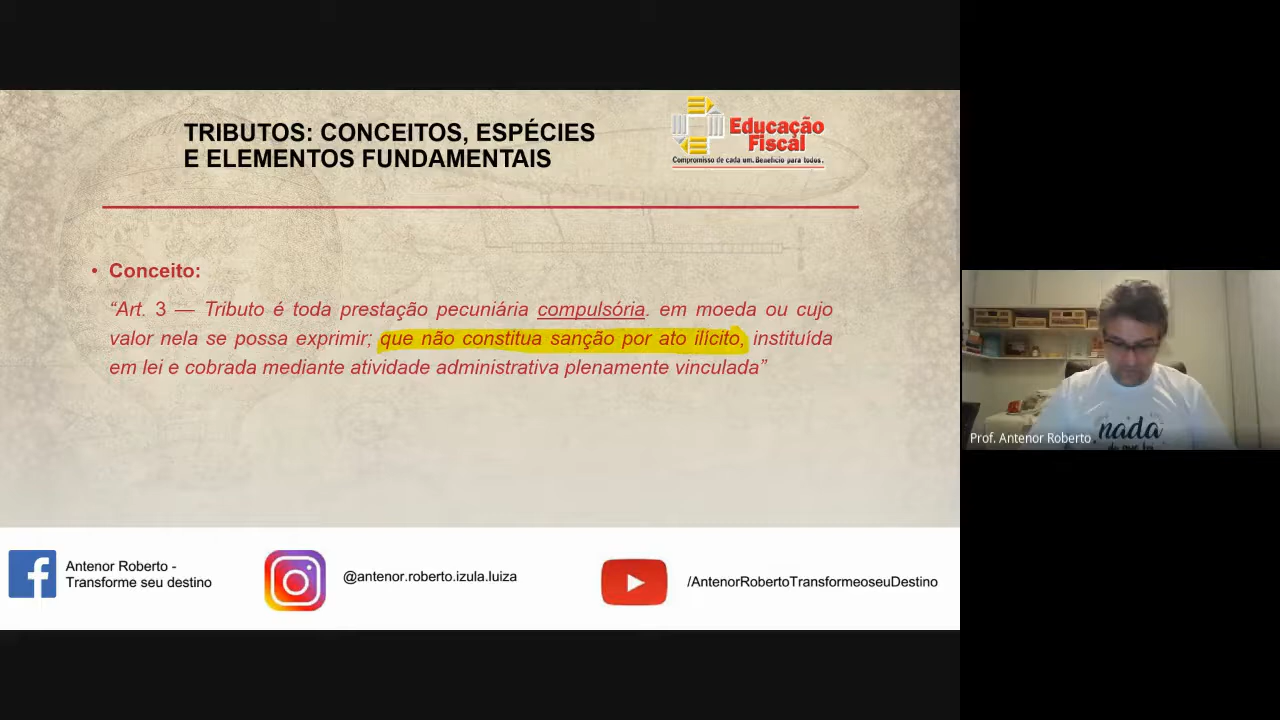 TRIBUTOS: CONCEITOS, ESPÉCIES
E ELEMENTOS FUNDAMENTAIS
Educação
Fiscal
Compromisso de cada um. Benefício para todos.
• Conceito:
“Art. 3 — Tributo é toda prestação pecuniária compulsória. em moeda ou cujo
valor nela se possa exprimir; que não constitua sanção por ato ilícito, instituída
em lei e cobrada mediante atividade administrativa plenamente vinculada”
Prof. Antenor Roberto
nada
do que foi
Antenor Roberto -
Transforme seu destino
@antenor.roberto.izula.luiza
/AntenorRobertoTransformeoseuDestino